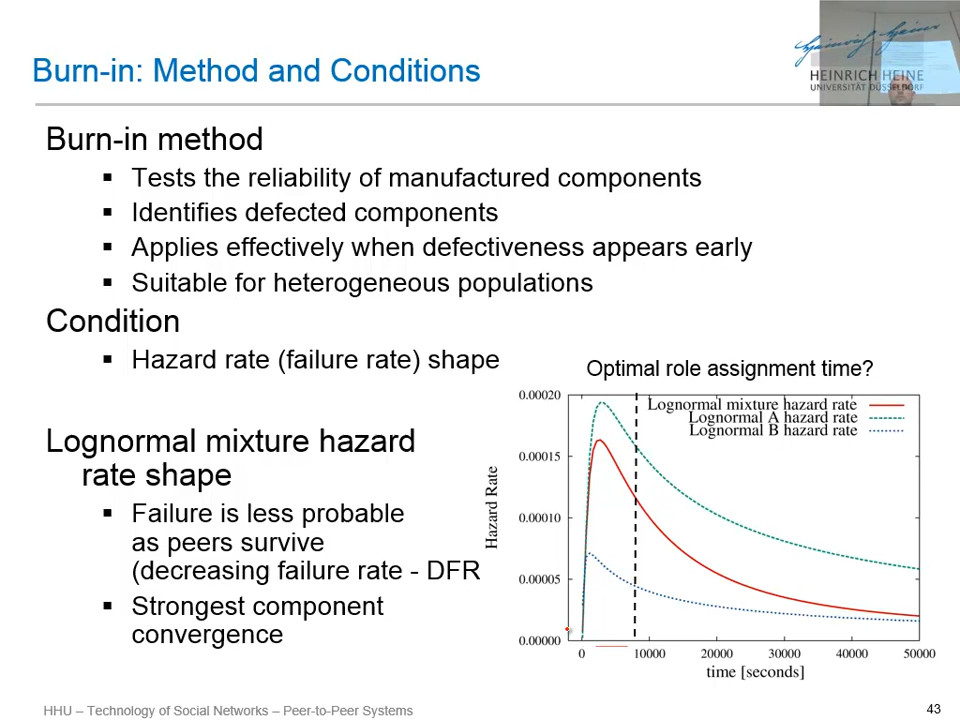 Burn-in: Method and Conditions
Heinrich Heine
HEINRICH HEINE
UNIVERSITÄT DÜSSELDORF
Burn-in method
▪ Tests the reliability of manufactured components
▪ Identifies defected components
▪ Applies effectively when defectiveness appears early
▪ Suitable for heterogeneous populations
Condition
▪ Hazard rate (failure rate) shape
Lognormal mixture hazard
rate shape
▪ Failure is less probable
as peers survive
(decreasing failure rate - DFR
▪ Strongest component
convergence
Optimal role assignment time?
Lognormal mixture hazard rate
Lognormal A hazard rate
Lognormal B hazard rate
Hazard Rate
0.00020
0.00015
0.00010
0.00005
0.00000
0 10000 20000 30000 40000 50000
time [seconds]
HHU – Technology of Social Networks – Peer-to-Peer Systems
43